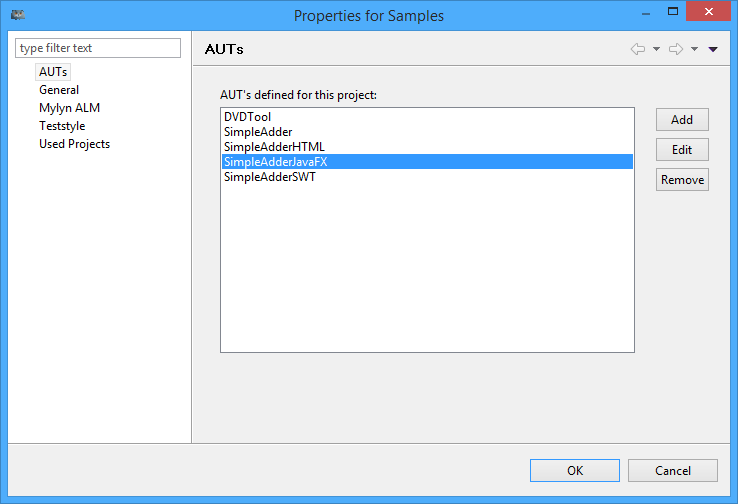 Properties for Samples
type filter text
AUTs
General
Mylyn ALM
Teststyle
Used Projects
AUTs
AUT's defined for this project:
DVDTool
SimpleAdder
SimpleAdderHTML
SimpleAdderJavaFX
SimpleAdderSWT
Add
Edit
Remove
OK
Cancel